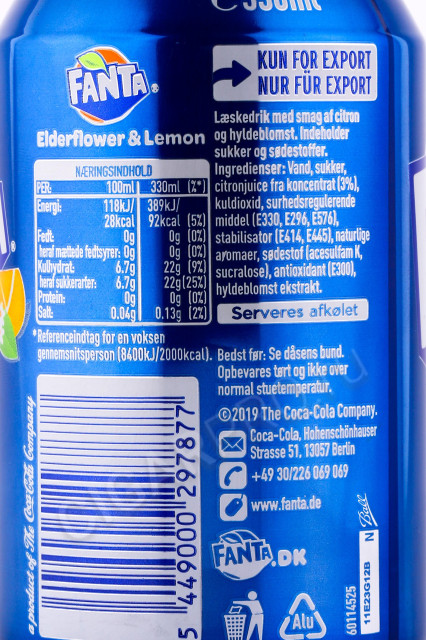 ℮ 330ml
FANTA®
Elderflower & Lemon
NÆRINGSINDHOLD
PER: 100ml 330ml (%*)
Energi: 118kJ/ 389kJ/
28kcal 92kcal (5%)
Fedt: 0g 0g (0%)
heraf mættede fedtsyrer: 0g 0g (0%)
Kulhydrat: 6.7g 22g (9%)
heraf sukkerarter: 6.7g 22g (25%)
Protein: 0g 0g (0%)
Salt: 0.04g 0.13g (2%)
*Referenceindtag for en voksen
gennemsnitsperson (8400kJ/2000kcal).
KUN FOR EXPORT
NUR FÜR EXPORT
Læskedrik med smag af citron
og hyldeblomst. Indeholder
sukker og sødestoffer.
Ingredienser: Vand, sukker,
citronjuice fra koncentrat (3%),
kuldioxid, surhedsregulerende
middel (E330, E296, E576),
stabilisator (E414, E445), naturlige
aromaer, sødestof (acesulfam K,
sucralose), antioxidant (E300),
hyldeblomst ekstrakt.
Serveres afkølet
Bedst før: Se dåsens bund.
Opbevares tørt og ikke over
normal stuetemperatur.
©2019 The Coca-Cola Company.
Coca-Cola, Hohenschönhauser
Strasse 51, 13057 Berlin
+49 30/226 069 069
www.fanta.de
FANTA.DK
Alu
a product of The Coca-Cola Company
5 449000 297877
60114525
N 11E23G12B
Ball